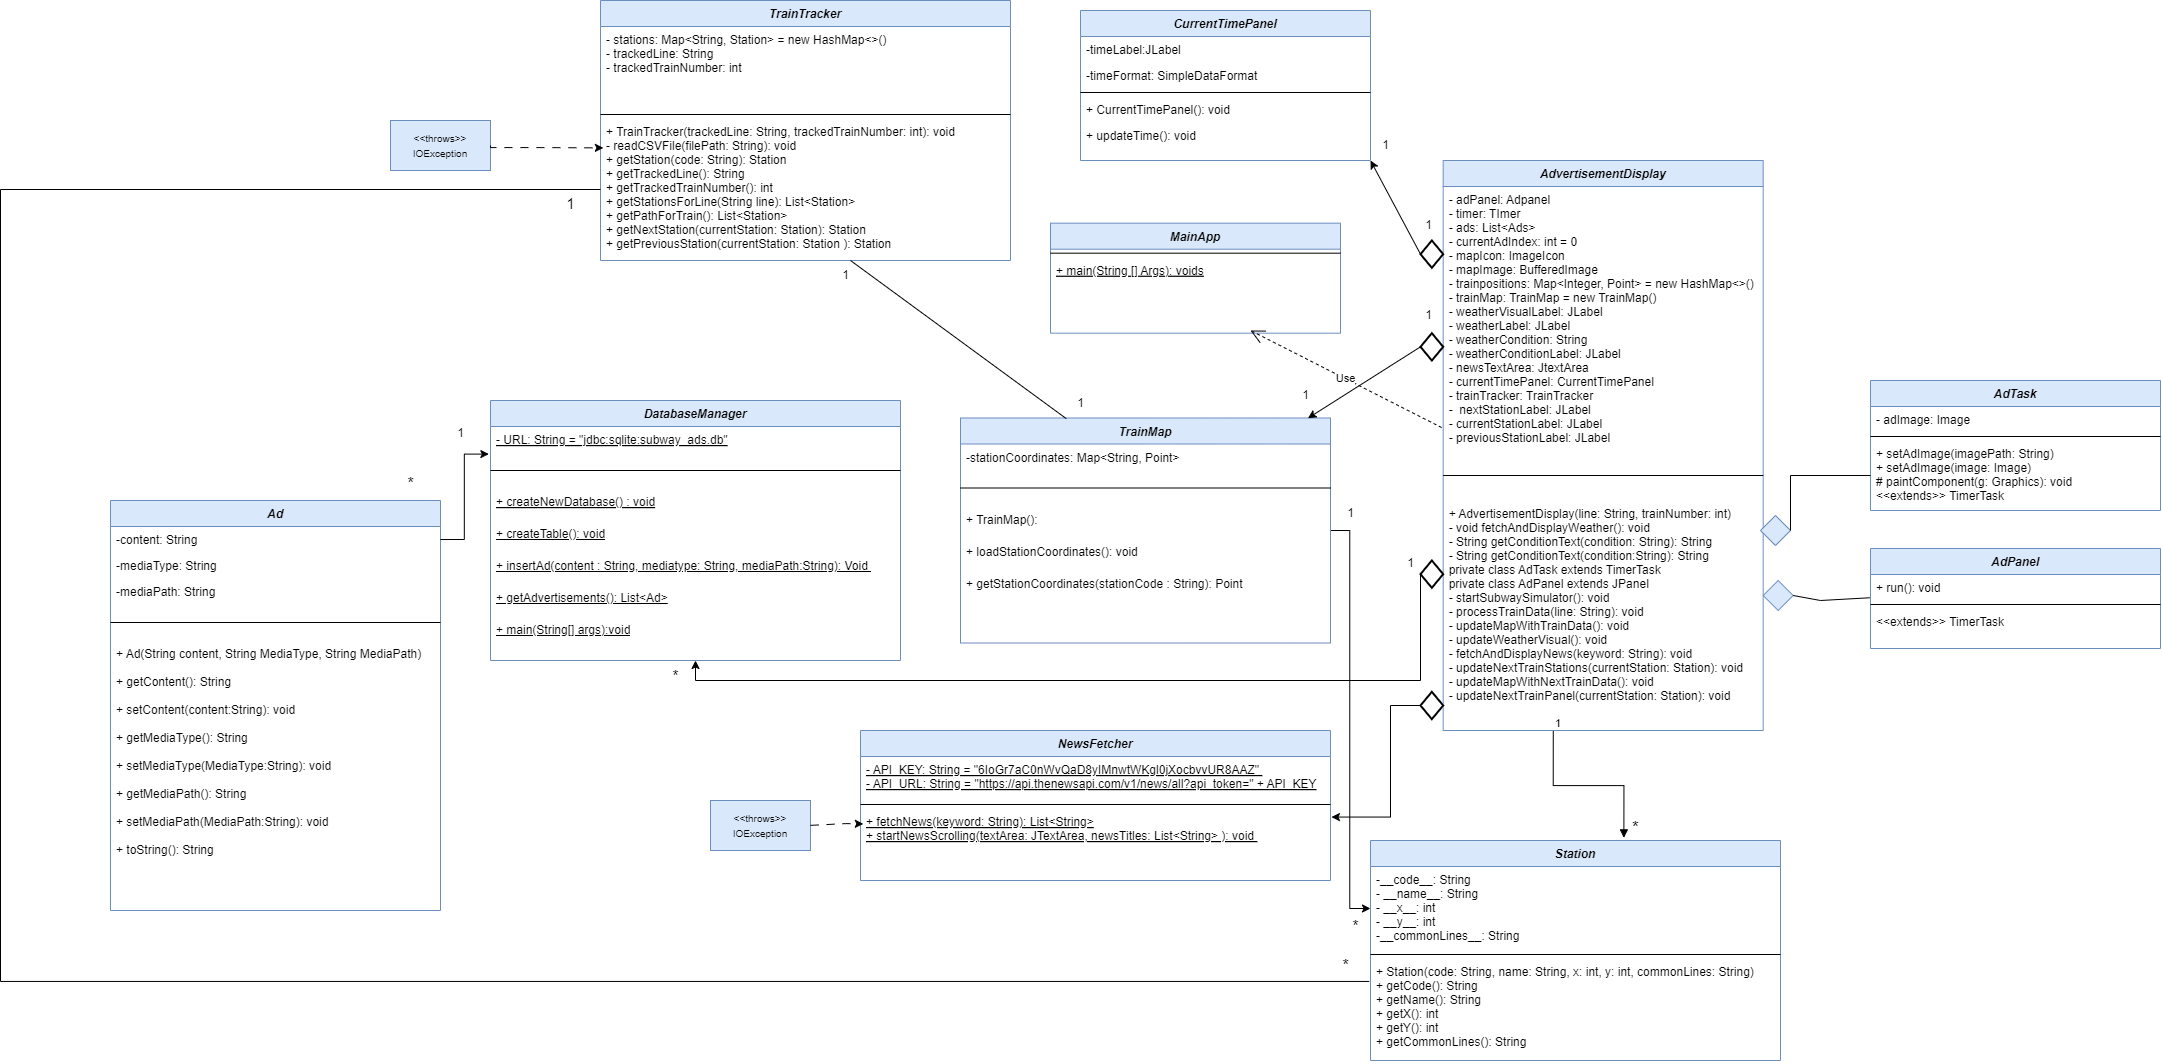 TrainTracker
- stations: Map<String, Station> = new HashMap<>()
- trackedLine: String
- trackedTrainNumber: int
+ TrainTracker(trackedLine: String, trackedTrainNumber: int): void
- readCSVFile(filePath: String): void
+ getStation(code: String): Station
+ getTrackedLine(): String
+ getTrackedTrainNumber(): int
+ getStationsForLine(String line): List<Station>
+ getPathForTrain(): List<Station>
+ getNextStation(currentStation: Station): Station
+ getPreviousStation(currentStation: Station ): Station
<<throws>>
IOException
1
1
CurrentTimePanel
-timeLabel:JLabel
-timeFormat: SimpleDataFormat
+ CurrentTimePanel(): void
+ updateTime(): void
1
1
MainApp
+ main(String [] Args): voids
Use
AdvertisementDisplay
- adPanel: Adpanel
- timer: TImer
- ads: List<Ads>
- currentAdIndex: int = 0
- mapIcon: ImageIcon
- mapImage: BufferedImage
- trainpositions: Map<Integer, Point> = new HashMap<>()
- trainMap: TrainMap = new TrainMap()
- weatherVisualLabel: JLabel
- weatherLabel: JLabel
- weatherCondition: String
- weatherConditionLabel: JLabel
- newsTextArea: JtextArea
- currentTimePanel: CurrentTimePanel
- trainTracker: TrainTracker
- nextStationLabel: JLabel
- currentStationLabel: JLabel
- previousStationLabel: JLabel
+ AdvertisementDisplay(line: String, trainNumber: int)
- void fetchAndDisplayWeather(): void
- String getConditionText(condition: String): String
- String getConditionText(condition:String): String
private class AdTask extends TimerTask
private class AdPanel extends JPanel
- startSubwaySimulator(): void
- processTrainData(line: String): void
- updateMapWithTrainData(): void
- updateWeatherVisual(): void
- fetchAndDisplayNews(keyword: String): void
- updateNextTrainStations(currentStation: Station): void
- updateMapWithNextTrainData(): void
- updateNextTrainPanel(currentStation: Station): void
1
1
1
1
AdTask
- adImage: Image
+ setAdImage(imagePath: String)
+ setAdImage(image: Image)
# paintComponent(g: Graphics): void
<<extends>> TimerTask
AdPanel
+ run(): void
<<extends>> TimerTask
DatabaseManager
- URL: String = "jdbc:sqlite:subway_ads.db"
+ createNewDatabase() : void
+ createTable(): void
+ insertAd(content : String, mediatype: String, mediaPath:String): Void
+ getAdvertisements(): List<Ad>
+ main(String[] args):void
1
*
*
Ad
-content: String
-mediaType: String
-mediaPath: String
+ Ad(String content, String MediaType, String MediaPath)
+ getContent(): String
+ setContent(content:String): void
+ getMediaType(): String
+ setMediaType(MediaType:String): void
+ getMediaPath(): String
+ setMediaPath(MediaPath:String): void
+ toString(): String
1
TrainMap
-stationCoordinates: Map<String, Point>
+ TrainMap():
+ loadStationCoordinates(): void
+ getStationCoordinates(stationCode : String): Point
1
NewsFetcher
- API_KEY: String = "6IoGr7aC0nWvQaD8yIMnwtWKgl0jXocbvvUR8AAZ"
- API_URL: String = "https://api.thenewsapi.com/v1/news/all?api_token=" + API_KEY
+ fetchNews(keyword: String): List<String>
+ startNewsScrolling(textArea: JTextArea, newsTitles: List<String> ): void
<<throws>>
IOException
*
*
*
Station
-__code__: String
- __name__: String
- __x__: int
- __y__: int
-__commonLines__: String
+ Station(code: String, name: String, x: int, y: int, commonLines: String)
+ getCode(): String
+ getName(): String
+ getX(): int
+ getY(): int
+ getCommonLines(): String